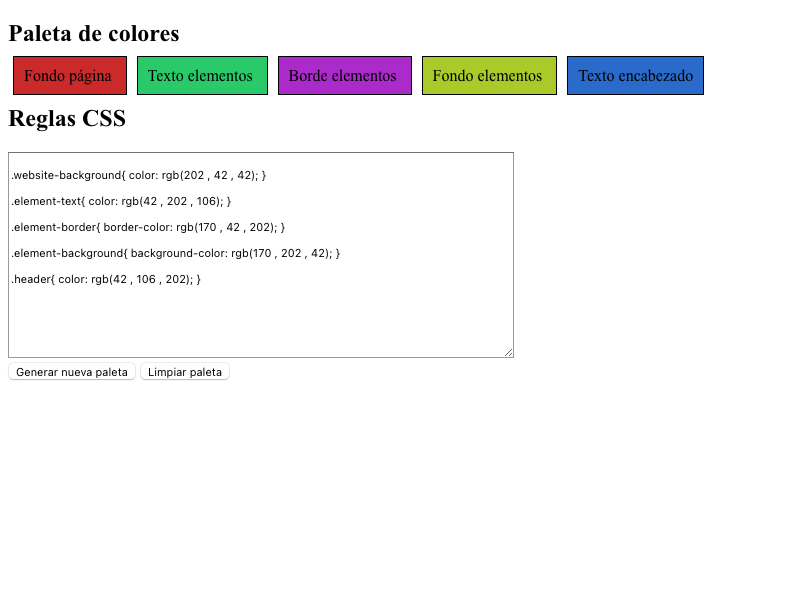 Paleta de colores
Fondo página Texto elementos Borde elementos Fondo elementos Texto encabezado
Reglas CSS
.website-background{ color: rgb(202 , 42 , 42); }
.element-text{ color: rgb(42 , 202 , 106); }
.element-border{ border-color: rgb(170 , 42 , 202); }
.element-background{ background-color: rgb(170 , 202 , 42); }
.header{ color: rgb(42 , 106 , 202); }
Generar nueva paleta Limpiar paleta